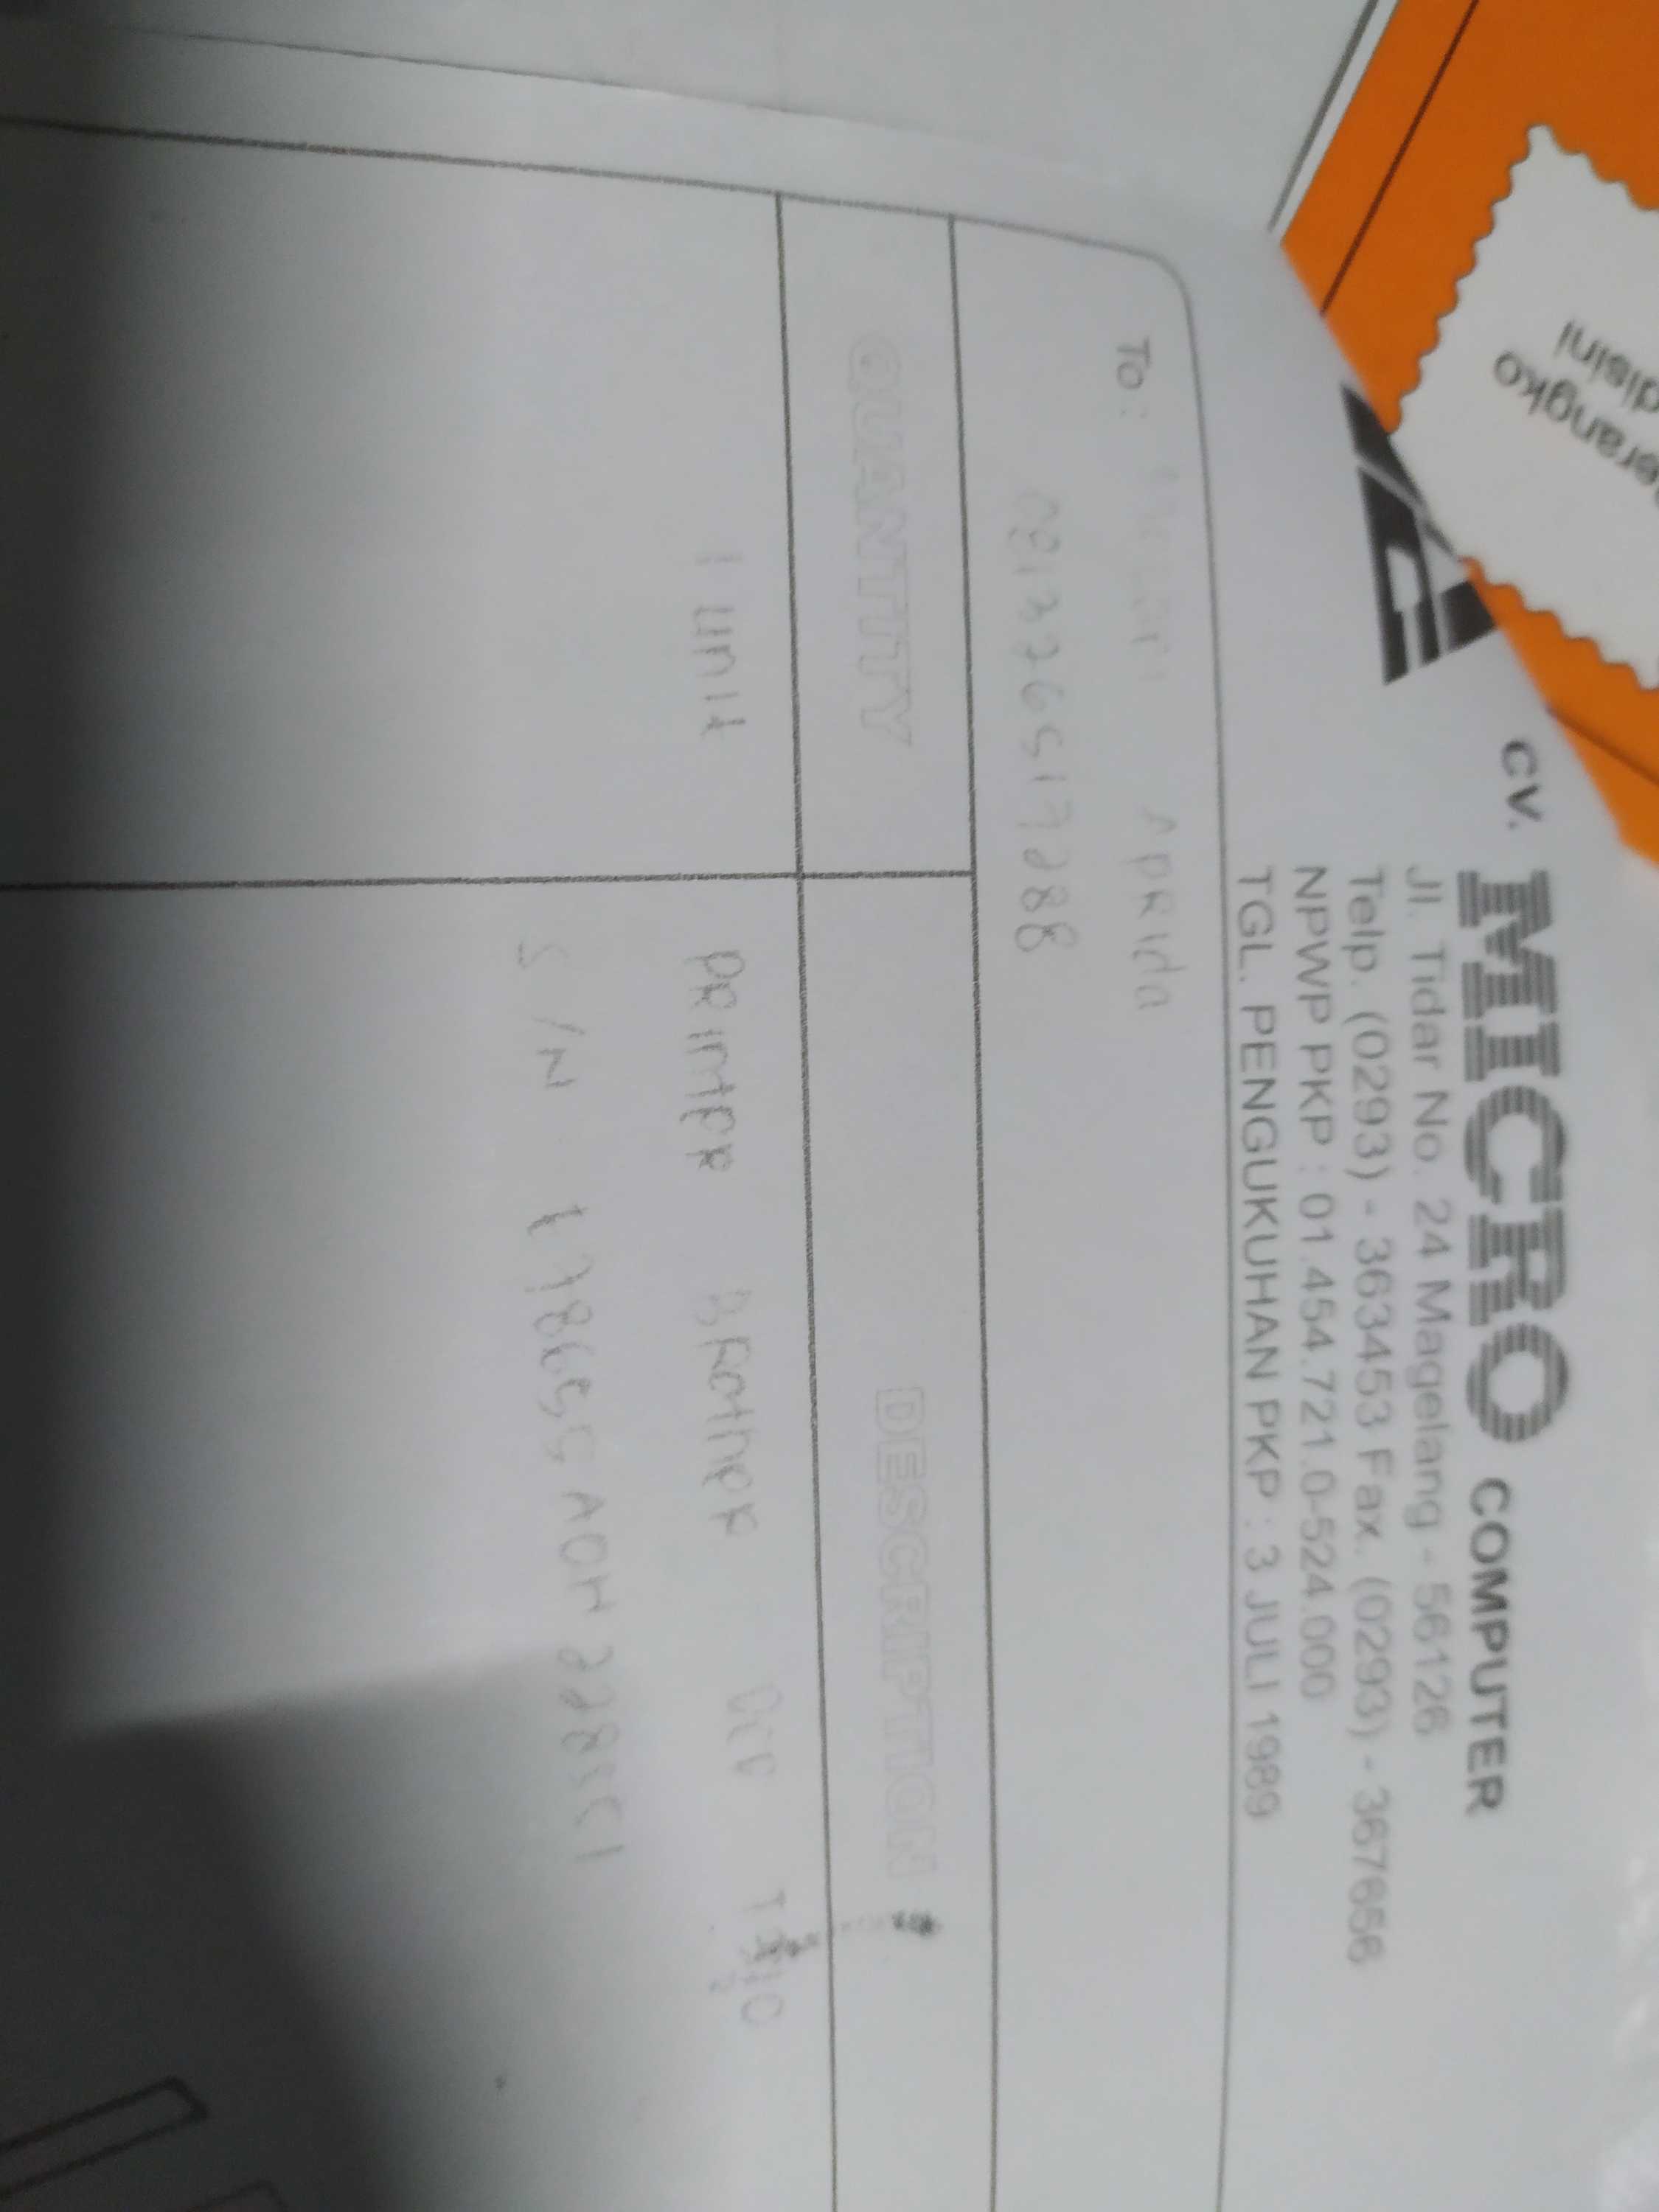 CV. MICRO COMPUTER
Jl. Tidar No. 24 Magelang - 56126
Telp. (0293) - 363453 Fax. (0293) - 367656
NPWP PKP : 01.454.721.0-524.000
TGL. PENGUKUHAN PKP : 3 JULI 1989
To : Aprida
QUANTITY DESCRIPTION
1 unit Printer Brother DCP
S/N
disini